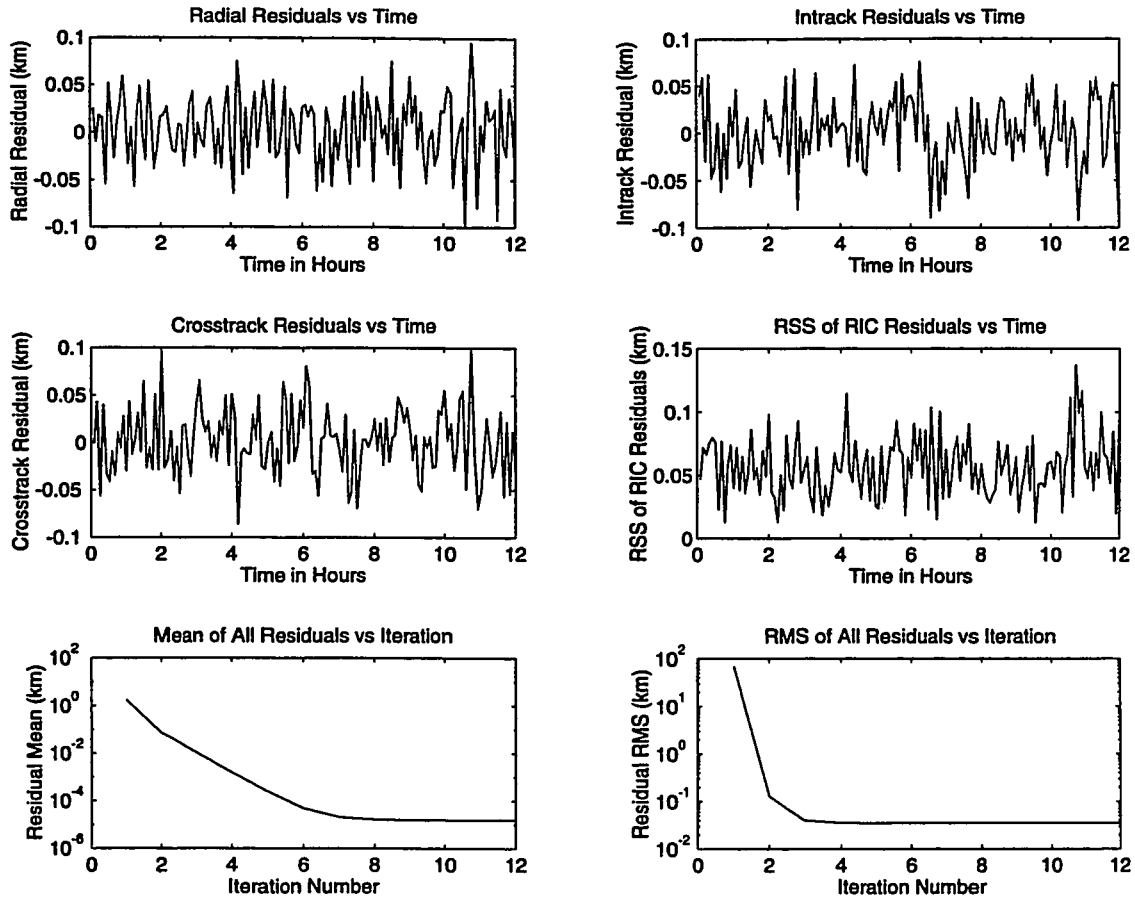 Radial Residuals vs Time
Radial Residual (km)
0.1
0.05
0
-0.05
-0.1
0 2 4 6 8 10 12
Time in Hours
Intrack Residuals vs Time
Intrack Residual (km)
0.1
0.05
0
-0.05
-0.1
0 2 4 6 8 10 12
Time in Hours
Crosstrack Residuals vs Time
Crosstrack Residual (km)
0.1
0.05
0
-0.05
-0.1
0 2 4 6 8 10 12
Time in Hours
RSS of RIC Residuals vs Time
RSS of RIC Residuals (km)
0.15
0.1
0.05
0
0 2 4 6 8 10 12
Time in Hours
Mean of All Residuals vs Iteration
Residual Mean (km)
10^2
10^0
10^-2
10^-4
10^-6
0 2 4 6 8 10 12
Iteration Number
RMS of All Residuals vs Iteration
Residual RMS (km)
10^2
10^1
10^0
10^-1
10^-2
0 2 4 6 8 10 12
Iteration Number